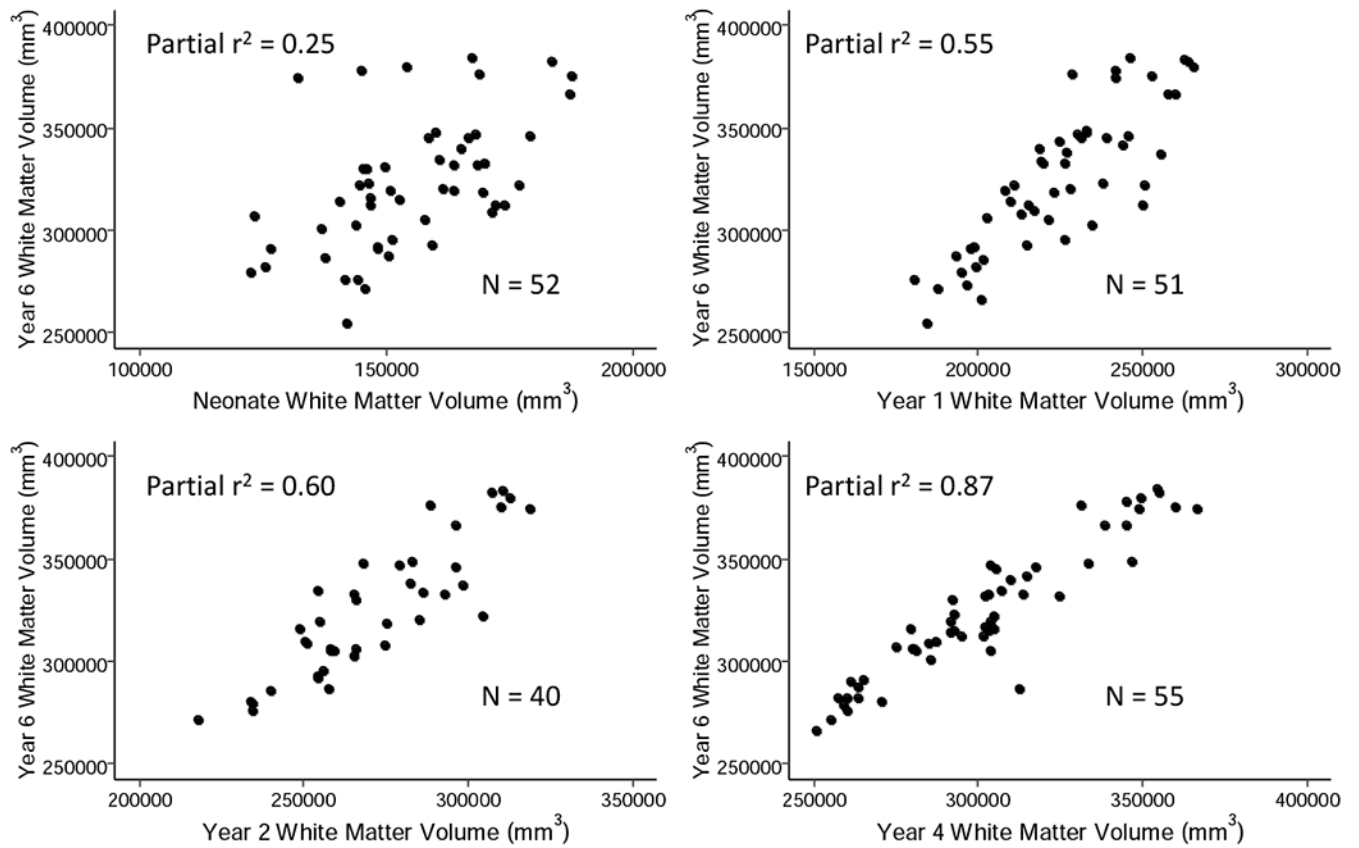 400000
350000
300000
250000
Year 6 White Matter Volume (mm³)
Partial r² = 0.25
N = 52
100000 150000 200000
Neonate White Matter Volume (mm³)
400000
350000
300000
250000
Year 6 White Matter Volume (mm³)
Partial r² = 0.55
N = 51
150000 200000 250000 300000
Year 1 White Matter Volume (mm³)
400000
350000
300000
250000
Year 6 White Matter Volume (mm³)
Partial r² = 0.60
N = 40
200000 250000 300000 350000
Year 2 White Matter Volume (mm³)
400000
350000
300000
250000
Year 6 White Matter Volume (mm³)
Partial r² = 0.87
N = 55
250000 300000 350000 400000
Year 4 White Matter Volume (mm³)